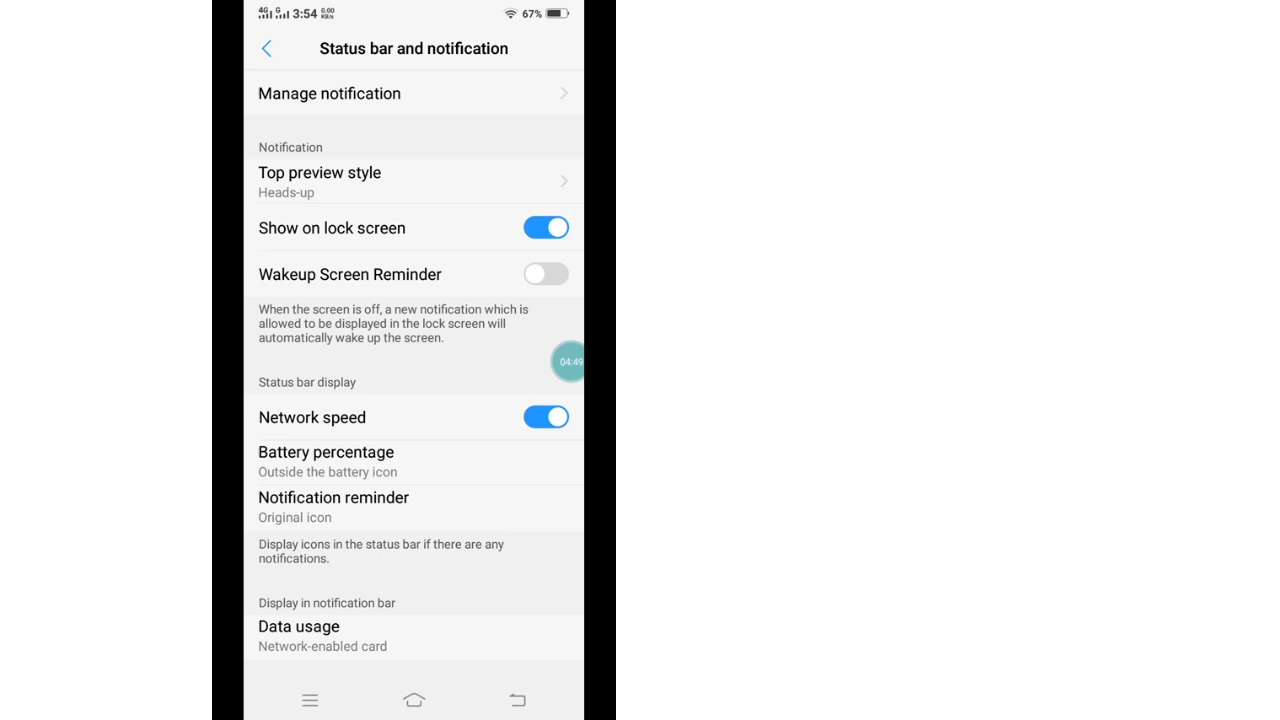 4G G 3:54 0.00 KB/s 67%
Status bar and notification
Manage notification
Notification
Top preview style
Heads-up
Show on lock screen
Wakeup Screen Reminder
When the screen is off, a new notification which is
allowed to be displayed in the lock screen will
automatically wake up the screen.
04:49
Status bar display
Network speed
Battery percentage
Outside the battery icon
Notification reminder
Original icon
Display icons in the status bar if there are any
notifications.
Display in notification bar
Data usage
Network-enabled card